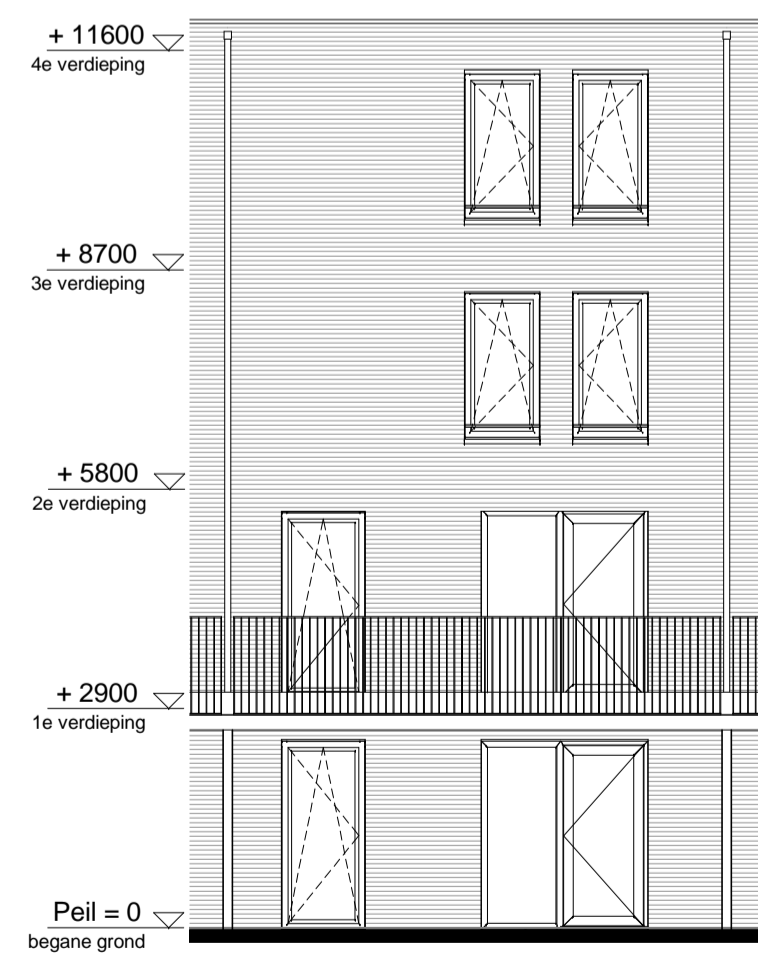 + 11600
4e verdieping
+ 8700
3e verdieping
+ 5800
2e verdieping
+ 2900
1e verdieping
Peil = 0
begane grond